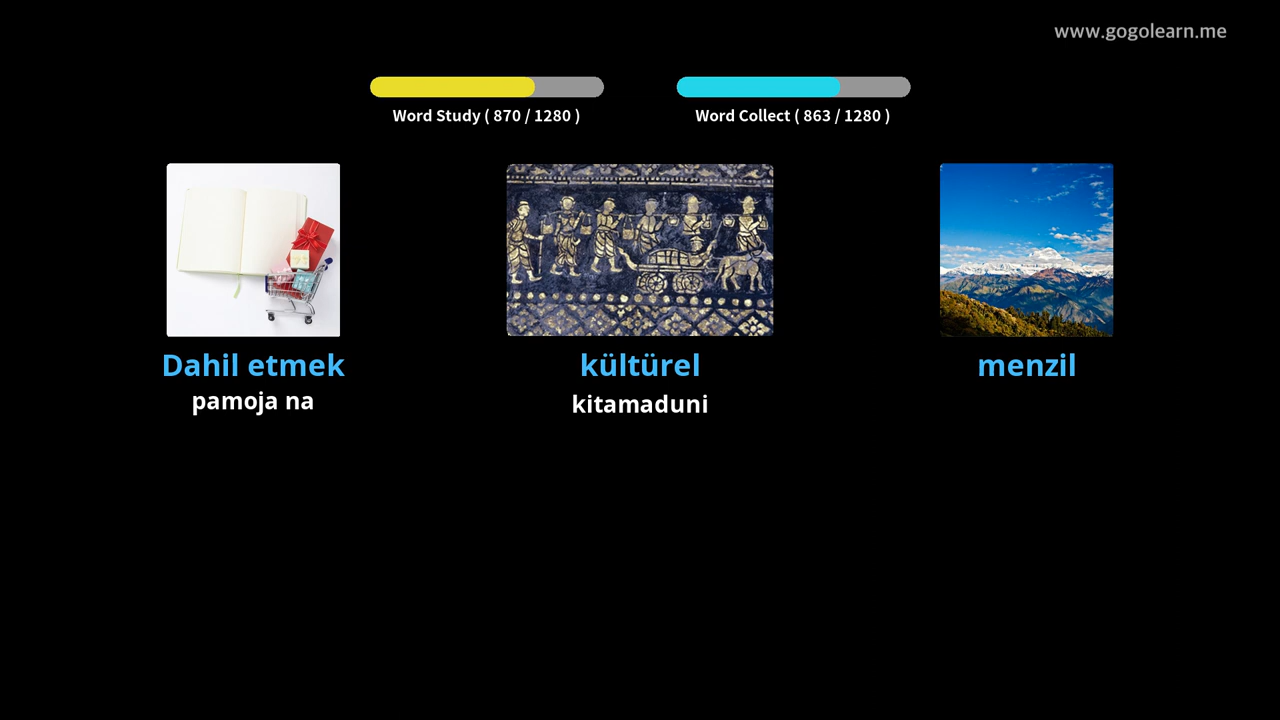 www.gogolearn.me
Word Study ( 870 / 1280 )
Word Collect ( 863 / 1280 )
Dahil etmek
pamoja na
kültürel
kitamaduni
menzil